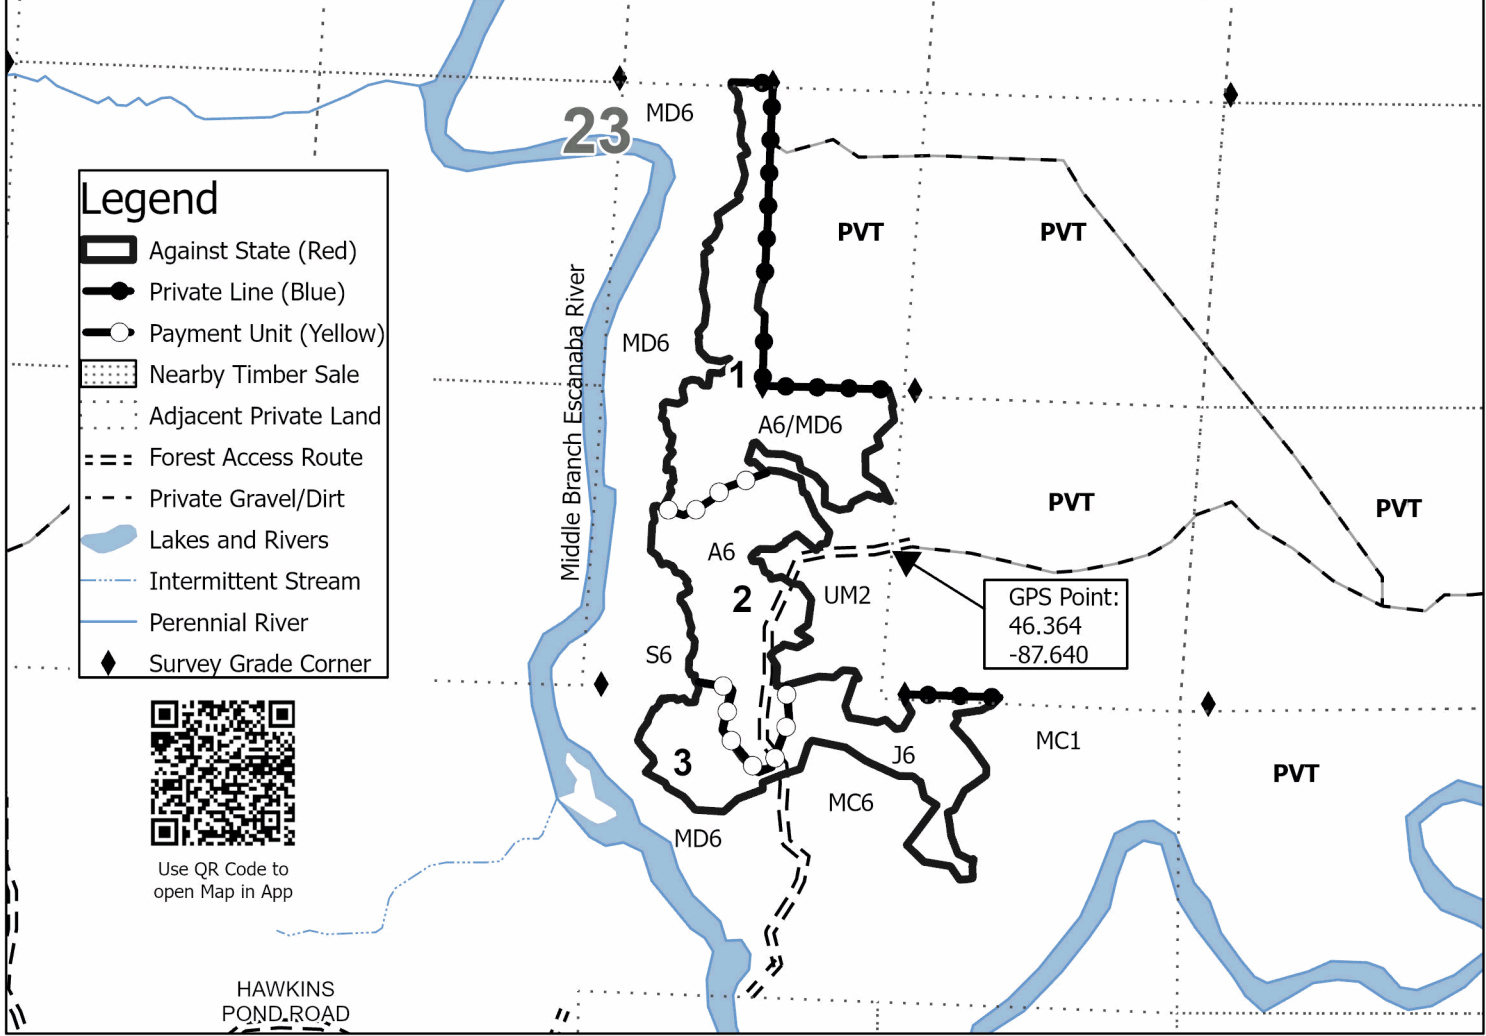 MD6
23
Legend
Against State (Red)
Private Line (Blue)
Payment Unit (Yellow)
Nearby Timber Sale
Adjacent Private Land
Forest Access Route
Private Gravel/Dirt
Lakes and Rivers
Intermittent Stream
Perennial River
Survey Grade Corner
PVT
PVT
Middle Branch Escanaba River
MD6
1
A6/MD6
PVT
PVT
A6
2
UM2
GPS Point:
46.364
-87.640
S6
3
J6
MC1
PVT
MC6
MD6
Use QR Code to
open Map in App
HAWKINS
POND ROAD